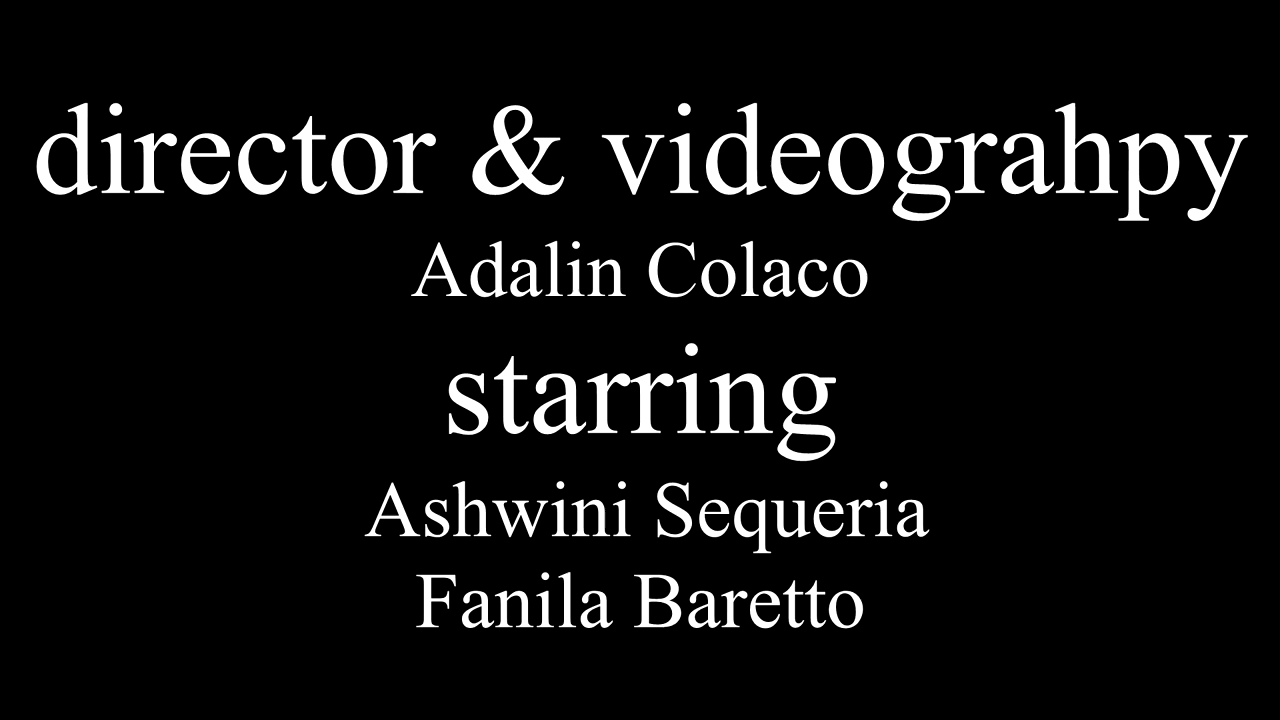 director & videograhpy
Adalin Colaco
starring
Ashwini Sequeria
Fanila Baretto